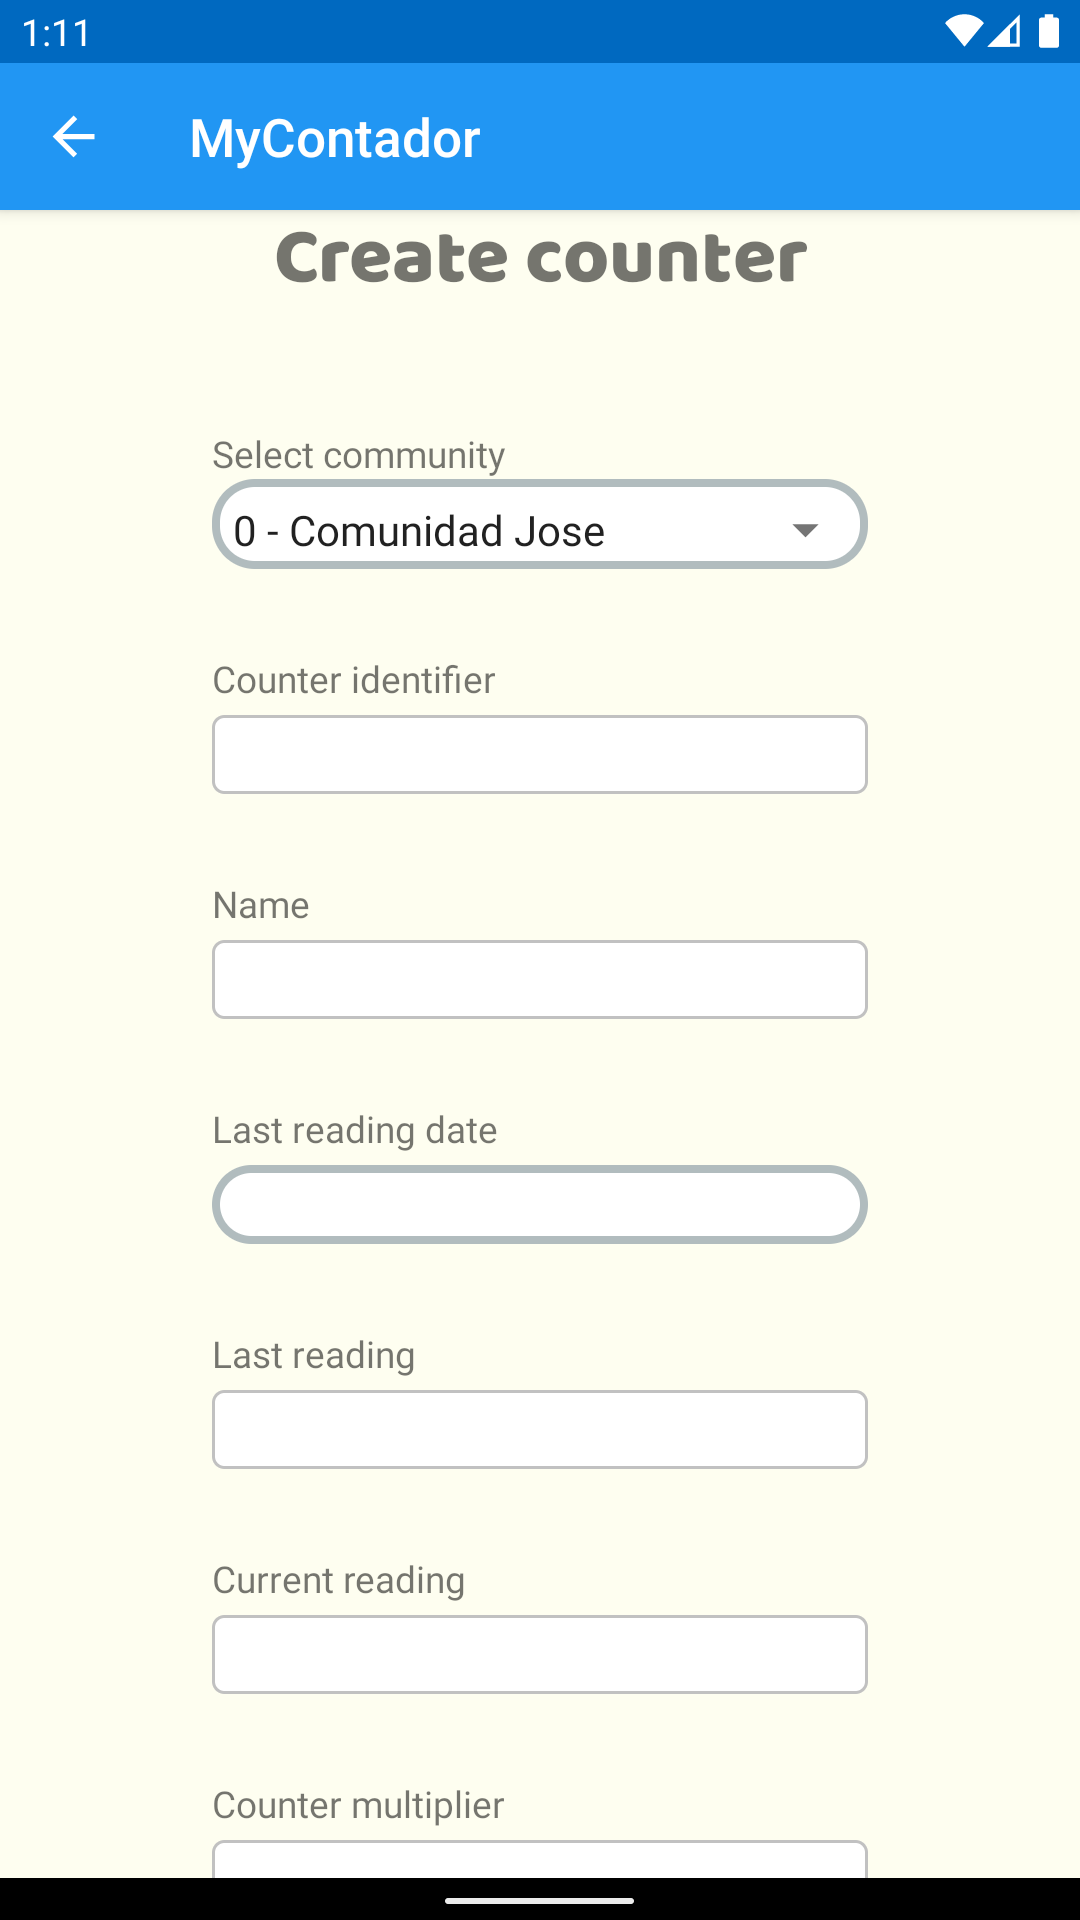 1:11
MyContador
Create counter
Select community
0 - Comunidad Jose
Counter identifier
Name
Last reading date
Last reading
Current reading
Counter multiplier